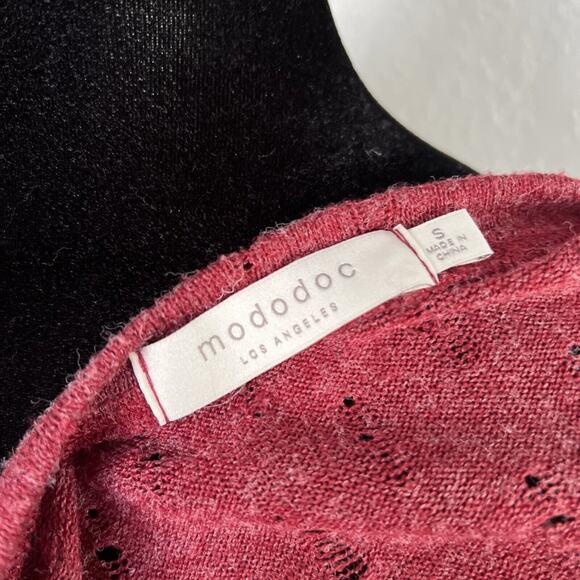 mododoc
LOS ANGELES
S
MADE IN
CHINA